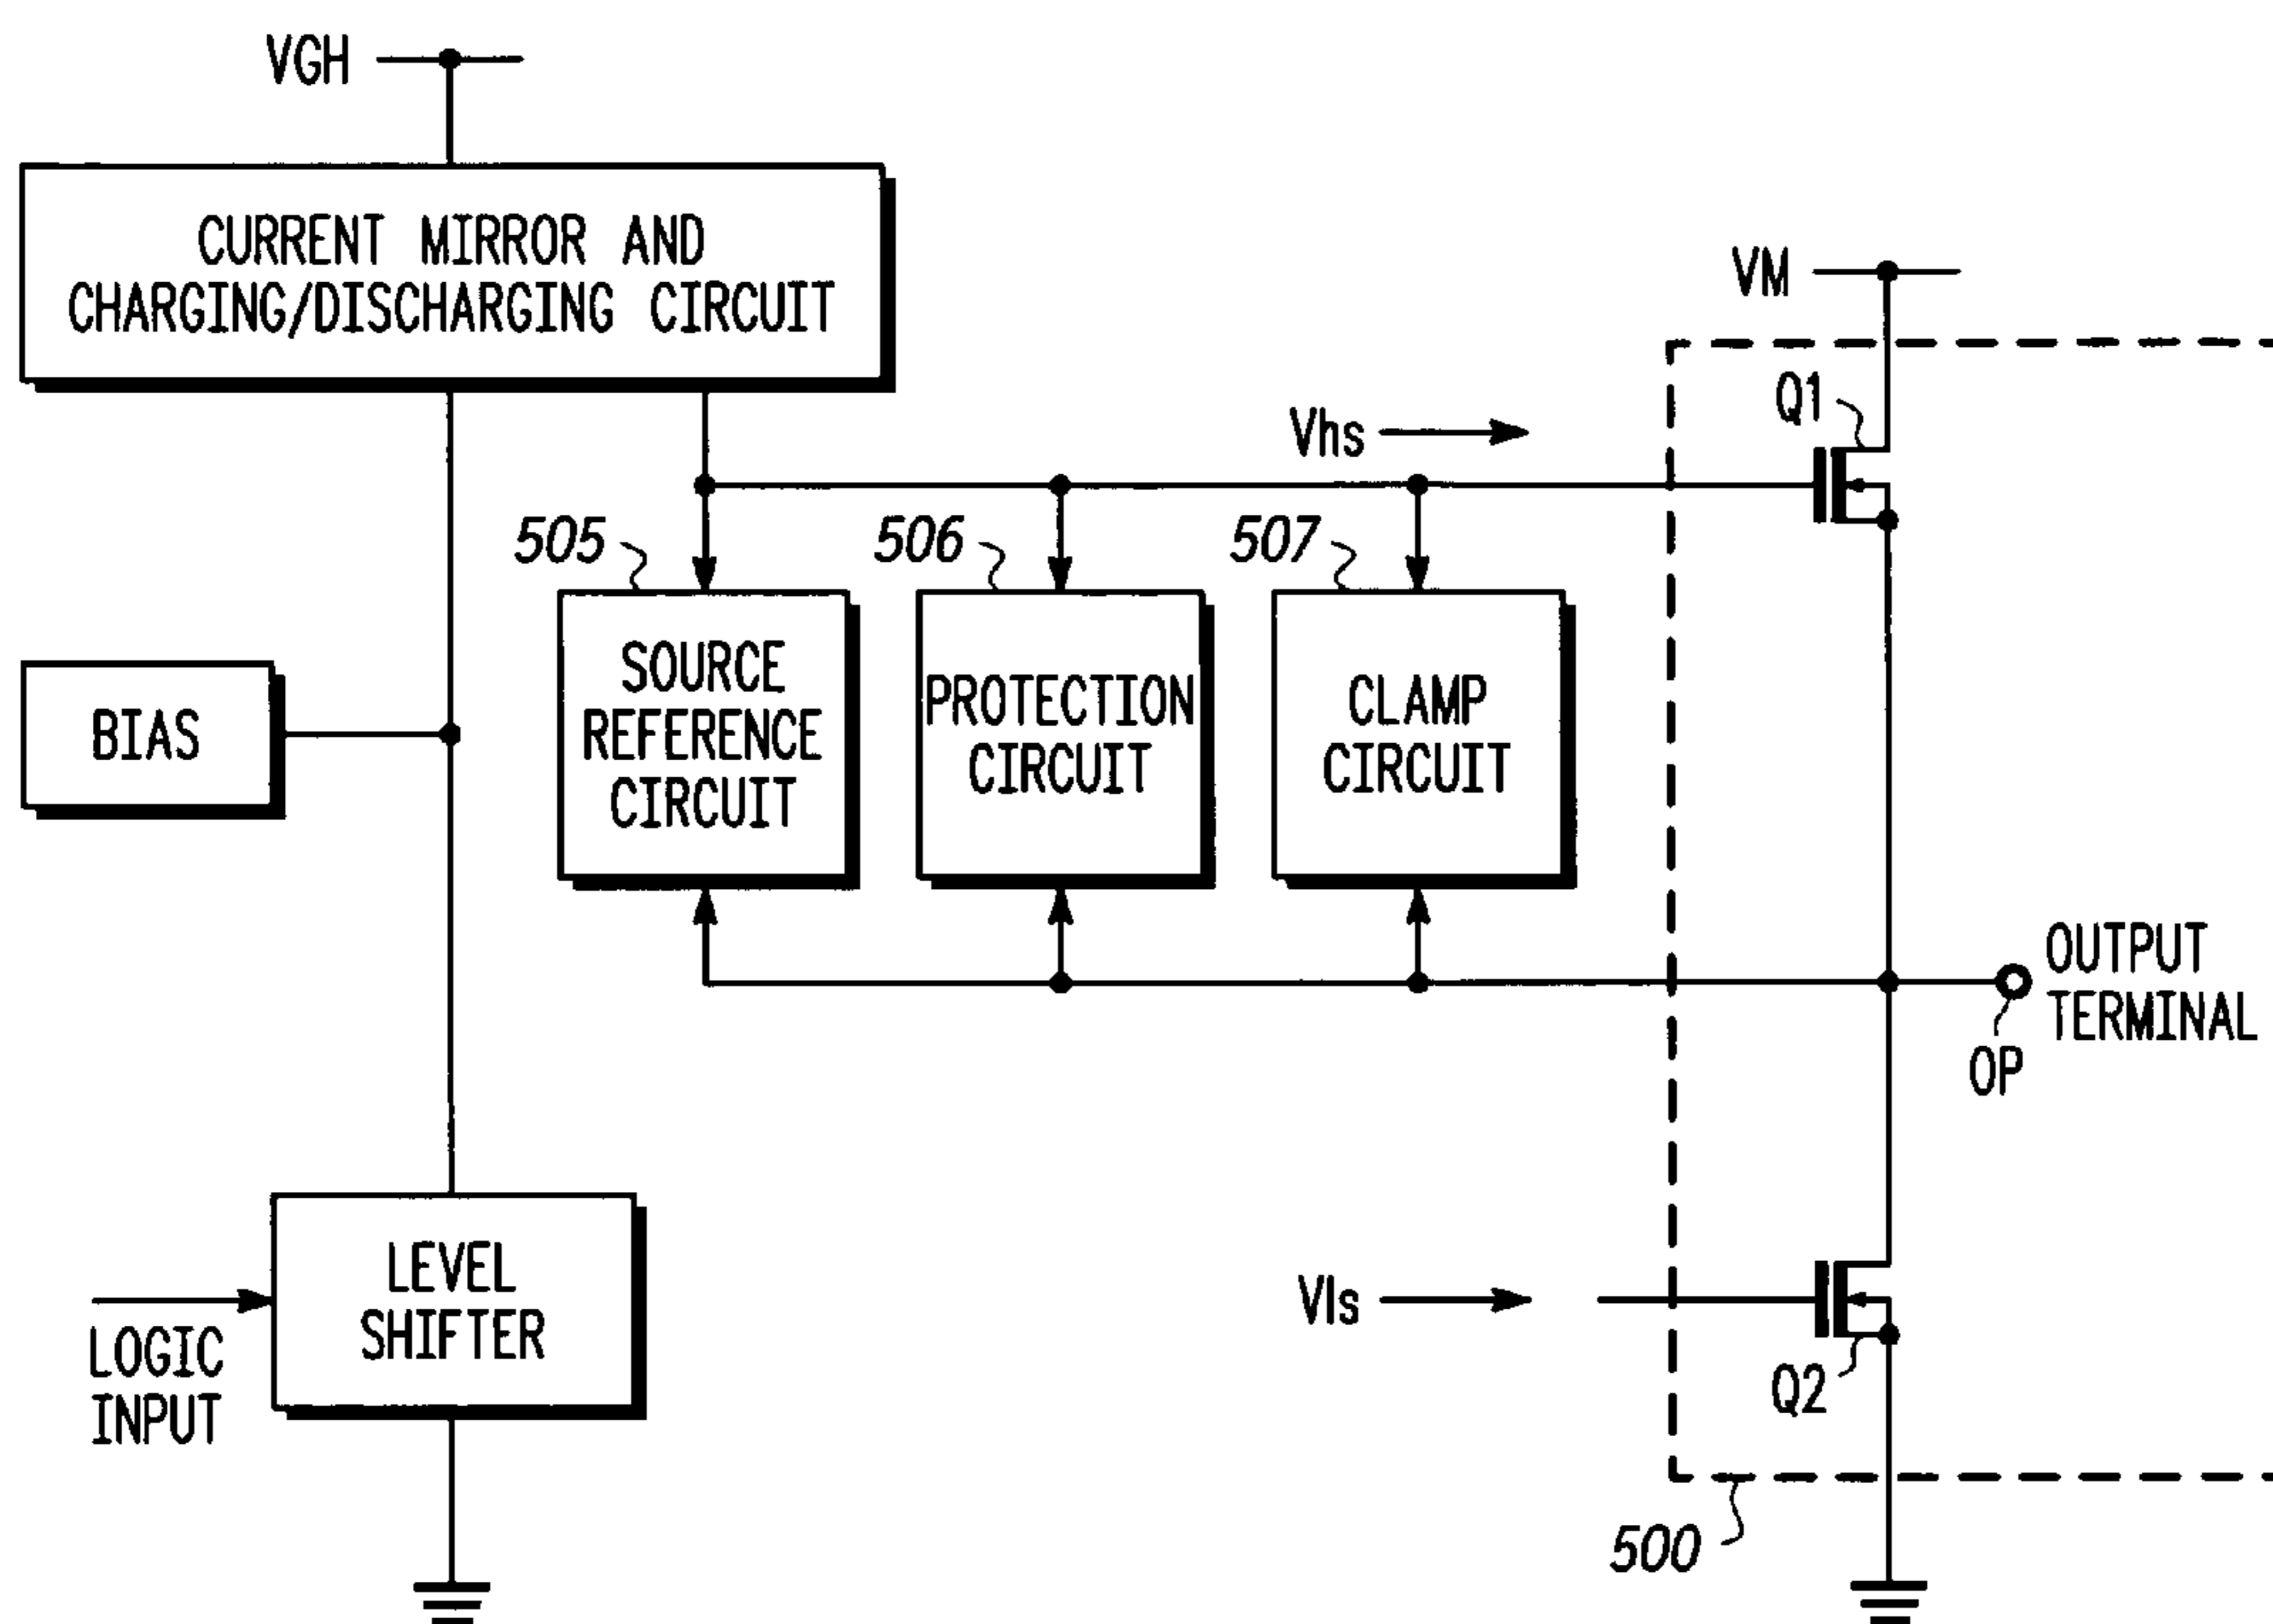 VGH
CURRENT MIRROR AND
CHARGING/DISCHARGING CIRCUIT
VM
Q1
Vhs
505
506
507
SOURCE
REFERENCE
CIRCUIT
PROTECTION
CIRCUIT
CLAMP
CIRCUIT
BIAS
OUTPUT
TERMINAL
OP
LEVEL
SHIFTER
LOGIC
INPUT
Vls
Q2
500